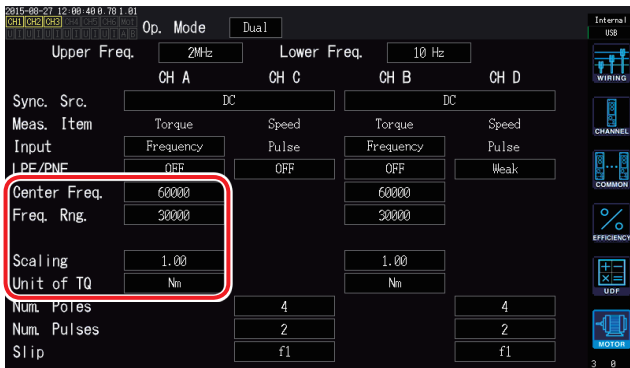 2015-08-27 12:00:40 0.78 1.01
CH1 CH2 CH3 CH4 CH5 CH6 Mot
U I U I U I U I U I U I A B
Op. Mode Dual
Internal
USB
Upper Freq. 2MHz Lower Freq. 10 Hz
CH A CH C CH B CH D
WIRING
Sync. Src. DC DC
Meas. Item Torque Speed Torque Speed
CHANNEL
Input Frequency Pulse Frequency Pulse
LPF/PNF OFF OFF OFF Weak
COMMON
Center Freq. 60000 60000
Freq. Rng. 30000 30000
EFFICIENCY
Scaling 1.00 1.00
Unit of TQ Nm Nm
UDF
Num. Poles 4 4
Num. Pulses 2 2
MOTOR
Slip f1 f1
3 0